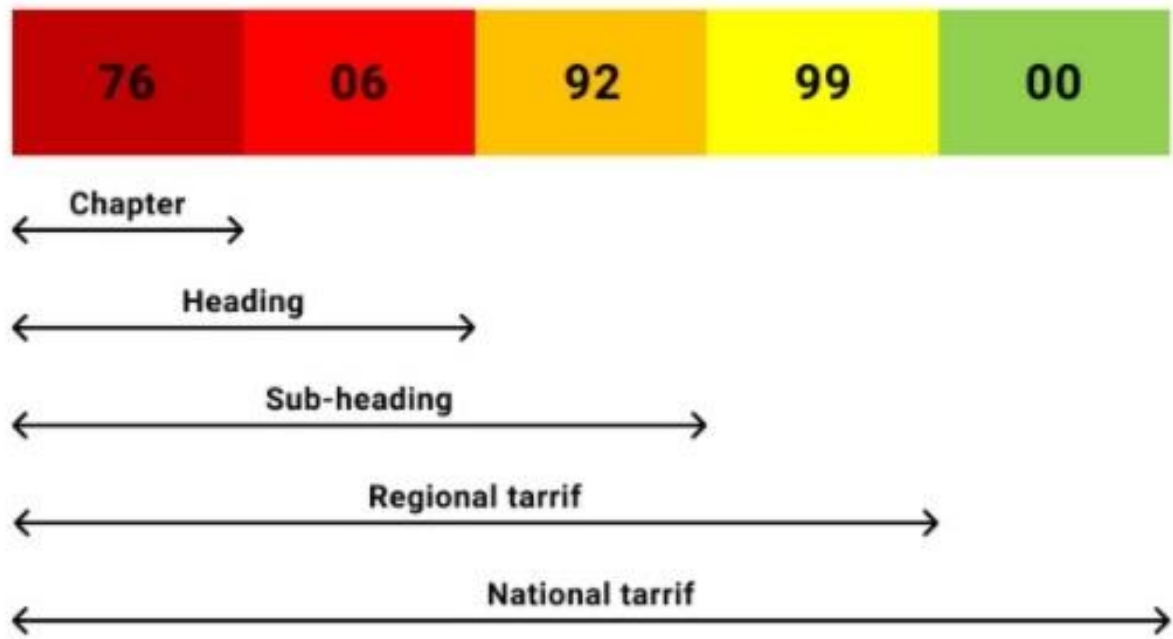 76 06 92 99 00
Chapter
Heading
Sub-heading
Regional tarrif
National tarrif